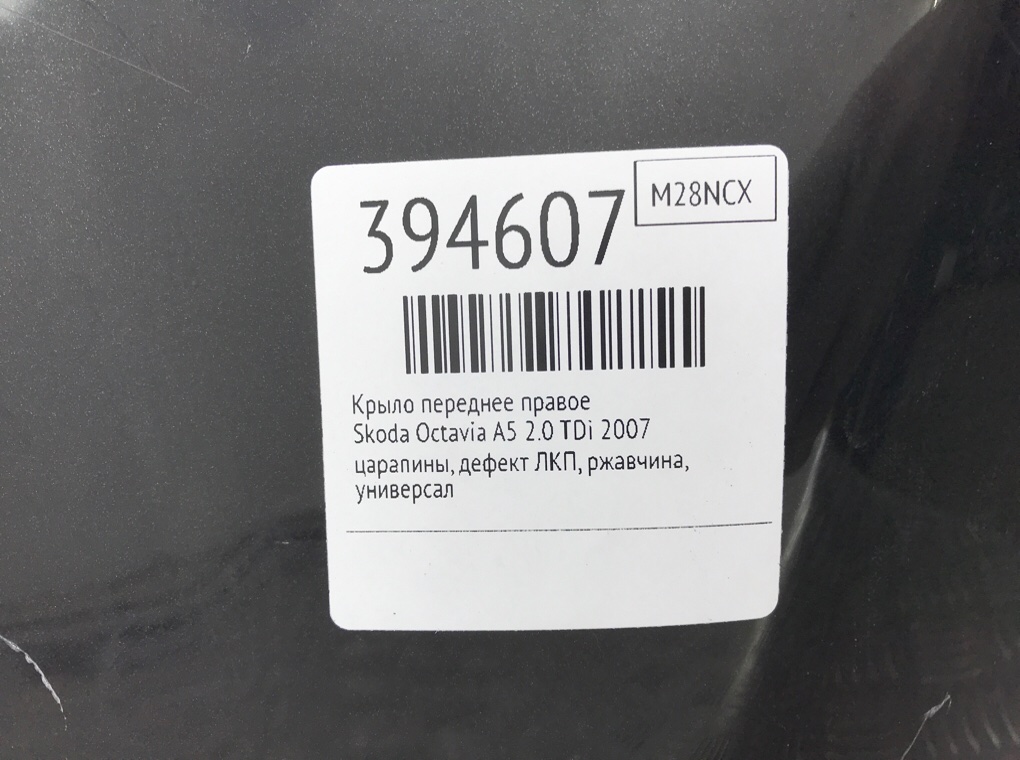 394607
M28NCX
Крыло переднее правое
Skoda Octavia A5 2.0 TDi 2007
царапины, дефект ЛКП, ржавчина,
универсал